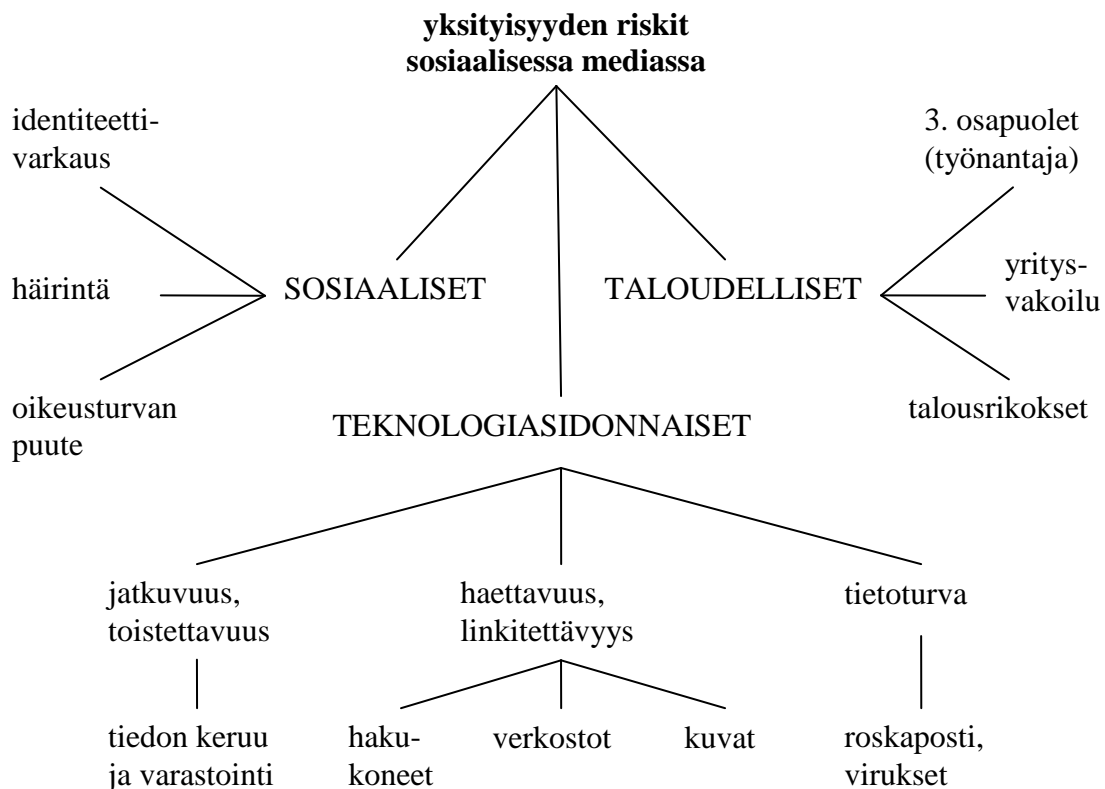 yksityisyyden riskit
sosiaalisessa mediassa
identiteetti-
varkaus
3. osapuolet
(työnantaja)
häirintä
SOSIAALISET
TALOUDELLISET
yritys-
vakoilu
oikeusturvan
puute
talousrikokset
TEKNOLOGIASIDONNAISET
jatkuvuus,
toistettavuus
haettavuus,
linkitettävyys
tietoturva
tiedon keruu
ja varastointi
haku-
koneet
verkostot
kuvat
roskaposti,
virukset